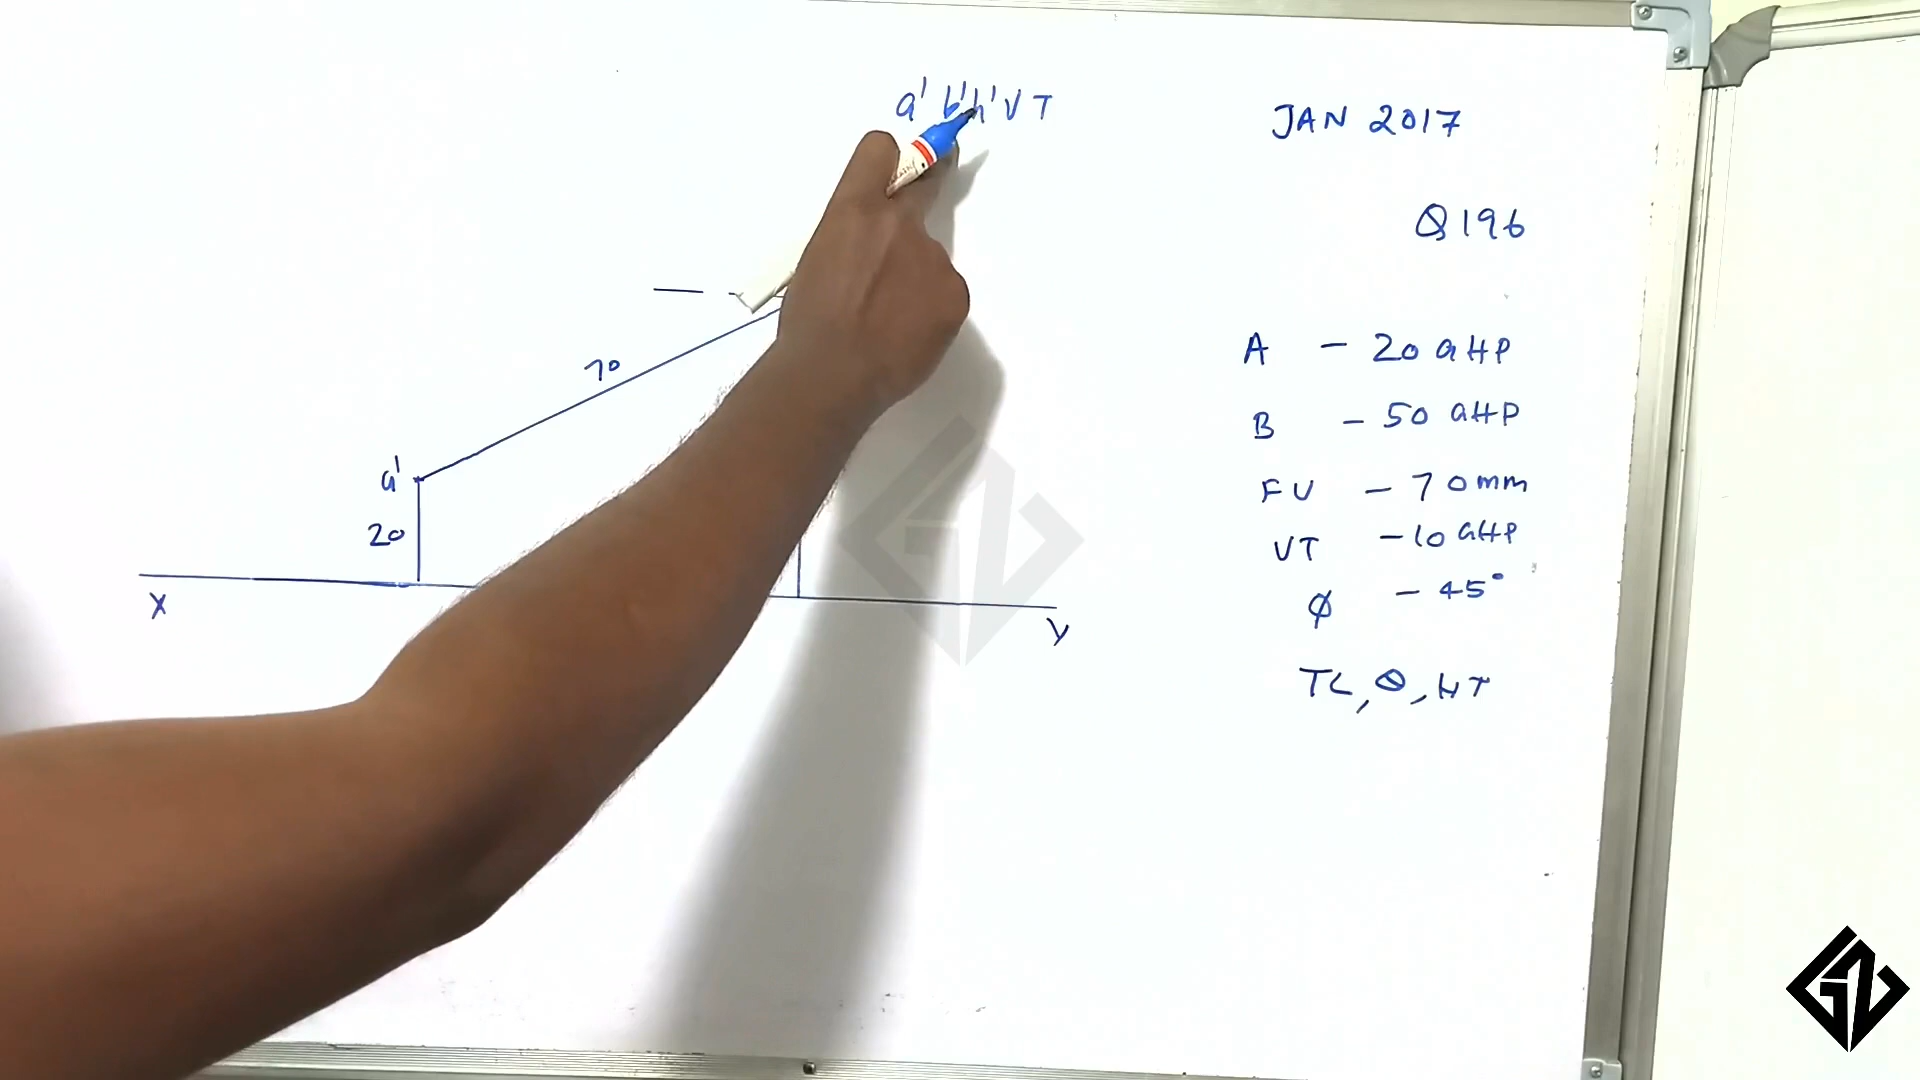 a' b' h' V T
JAN 2017
Q196
A - 20 aHP
B - 50 aHP
FV - 70mm
VT - 10 aHP
Ø - 45°
TL, θ, HT
70
a'
20
X
Y